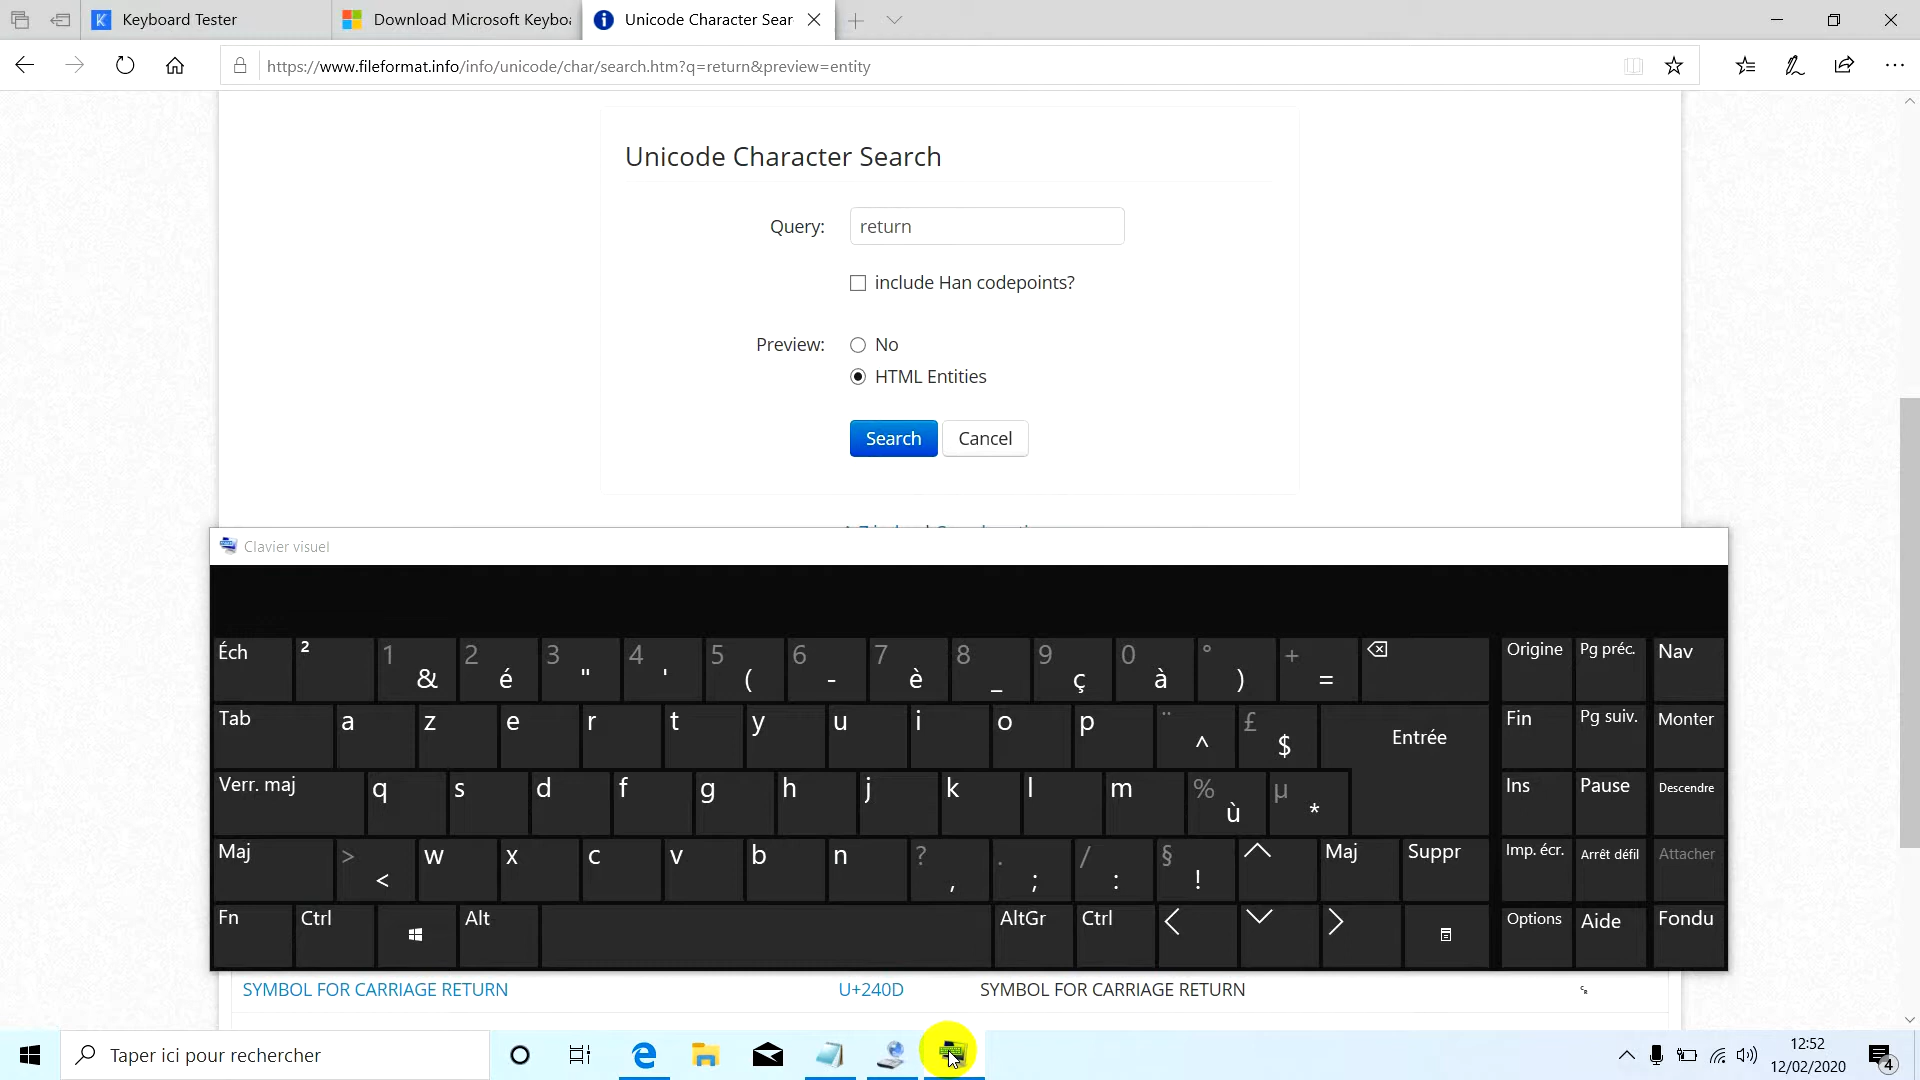 Keyboard Tester
Download Microsoft Keybo
Unicode Character Sear
https://www.fileformat.info/info/unicode/char/search.htm?q=return&preview=entity
Unicode Character Search
Query: return
include Han codepoints?
Preview: No
HTML Entities
Search Cancel
Clavier visuel
Éch ² 1 & 2 é 3 " 4 ' 5 ( 6 - 7 è 8 _ 9 ç 0 à ° ) + = Origine Pg préc. Nav
Tab a z e r t y u i o p ¨ ^ £ $ Entrée Fin Pg suiv. Monter
Verr. maj q s d f g h j k l m % ù µ * Ins Pause Descendre
Maj > < w x c v b n ? , . ; / : § ! Maj Suppr Imp. écr. Arrêt défil Attacher
Fn Ctrl Alt AltGr Ctrl Options Aide Fondu
SYMBOL FOR CARRIAGE RETURN U+240D SYMBOL FOR CARRIAGE RETURN ␍
Taper ici pour rechercher
12:52
12/02/2020
4